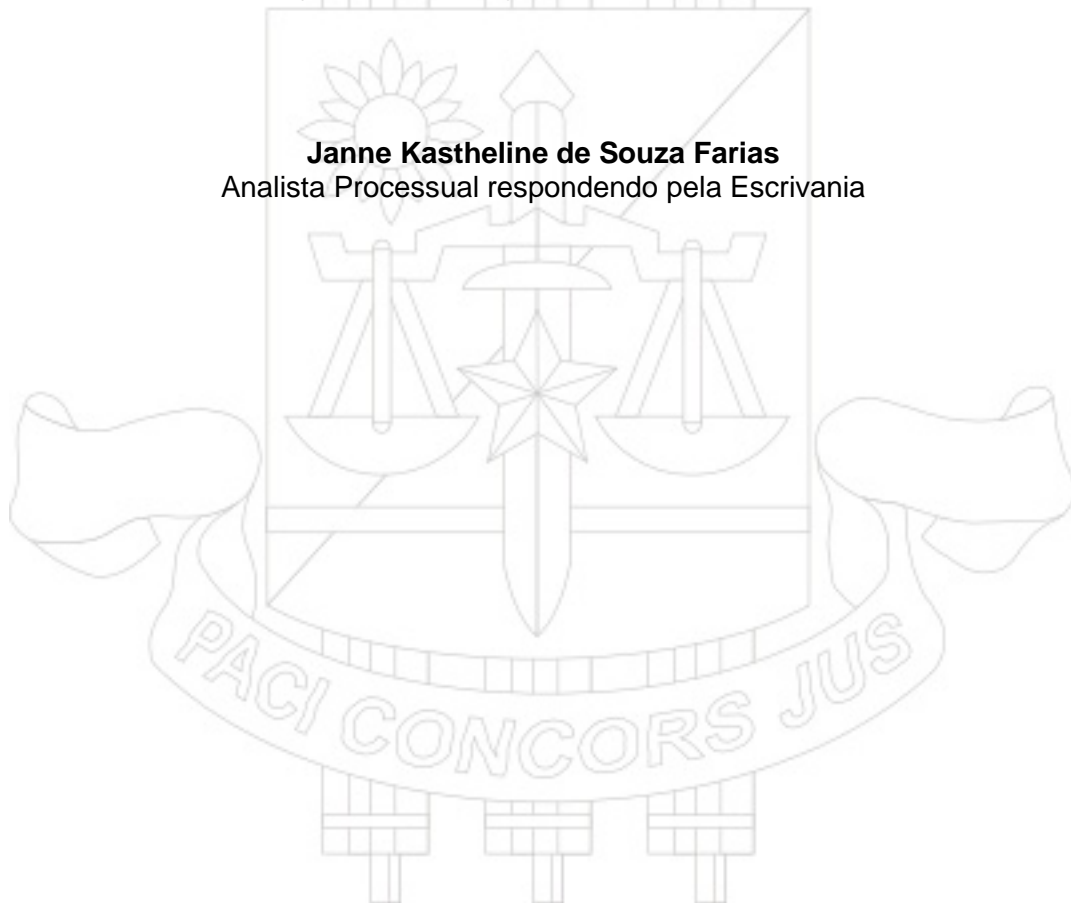 Janne Kastheline de Souza Farias
Analista Processual respondendo pela Escrivania
PACI CONCORS JUS